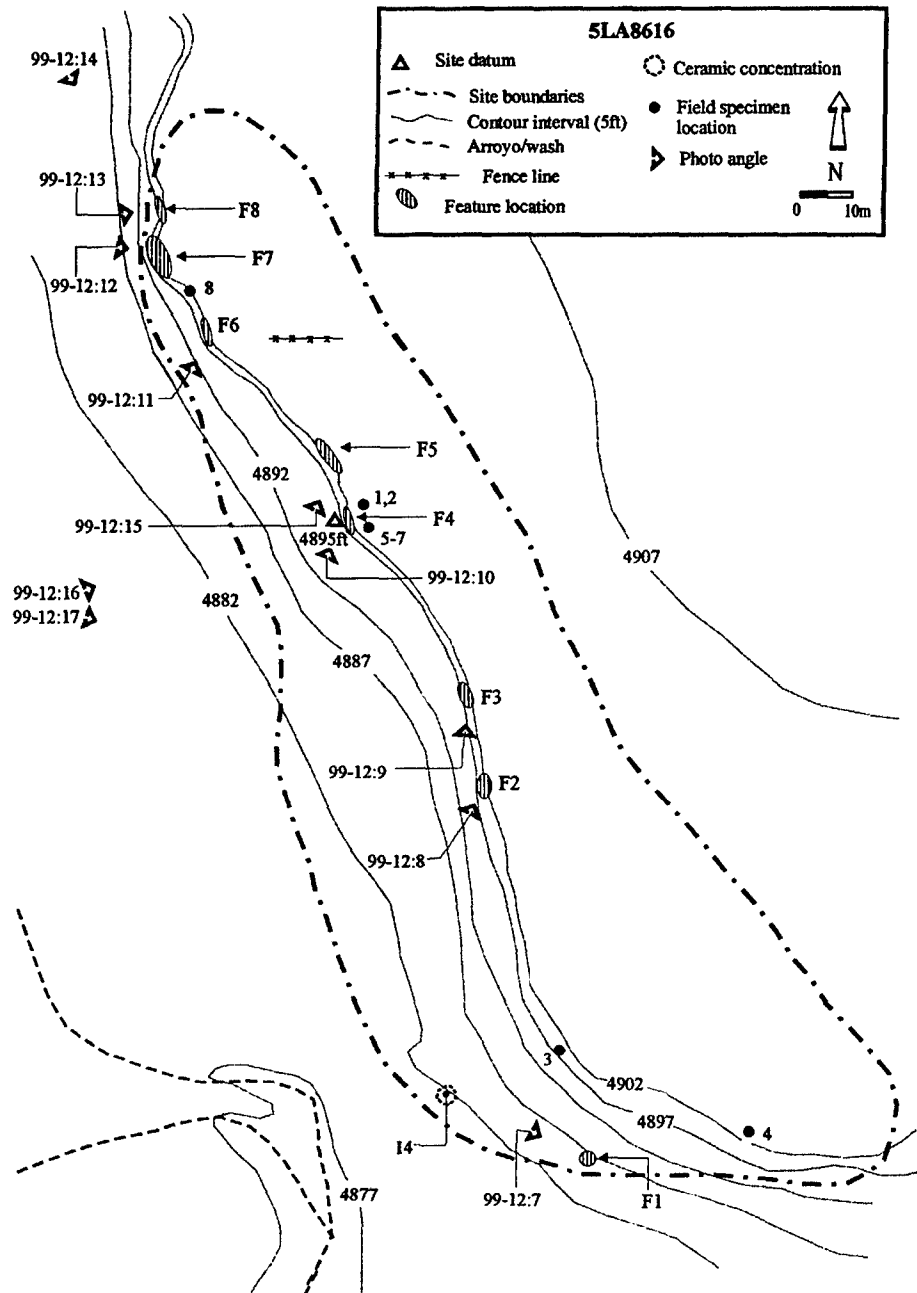 5LA8616
Site datum
Ceramic concentration
Site boundaries
Field specimen
location
Contour interval (5ft)
Arroyo/wash
Photo angle
Fence line
N
Feature location
0 10m
99-12:14
99-12:13
F8
F7
99-12:12
8
F6
99-12:11
F5
4892
1,2
99-12:15
F4
4895ft
5-7
4907
99-12:10
99-12:16
4882
99-12:17
4887
F3
99-12:9
F2
99-12:8
3
4902
4897
4
I4
4877
99-12:7
F1